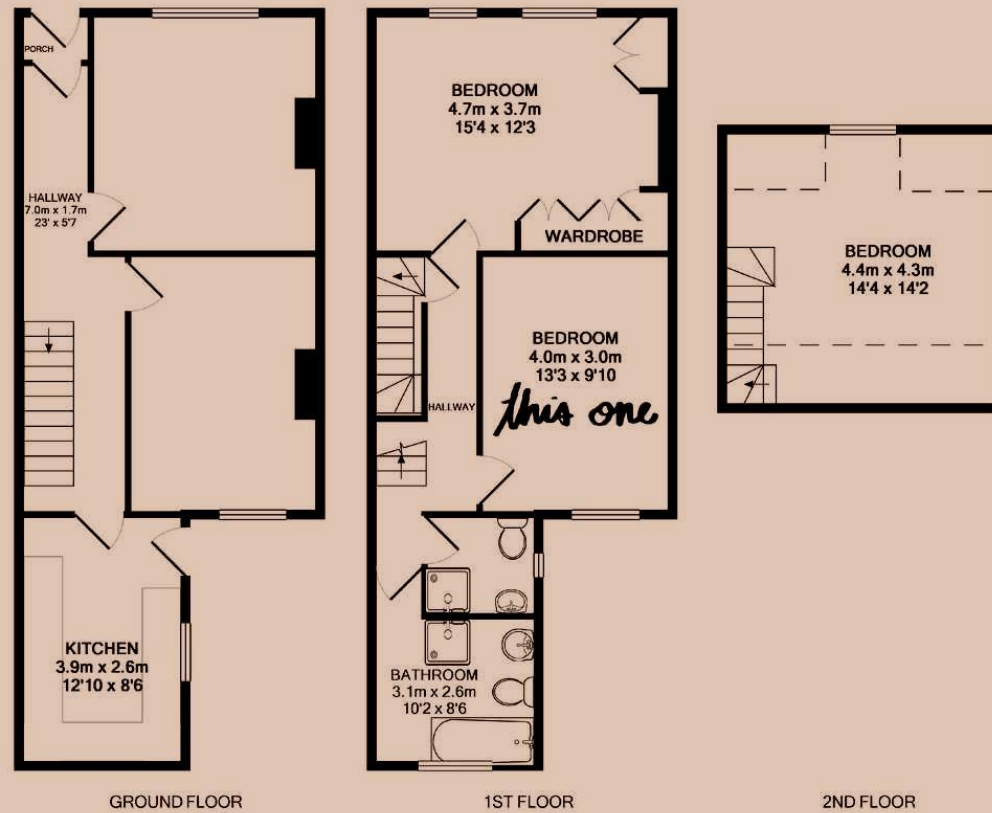 PORCH
HALLWAY
7.0m x 1.7m
23' x 5'7
KITCHEN
3.9m x 2.6m
12'10 x 8'6
GROUND FLOOR
BEDROOM
4.7m x 3.7m
15'4 x 12'3
WARDROBE
BEDROOM
4.0m x 3.0m
13'3 x 9'10
this one
HALLWAY
BATHROOM
3.1m x 2.6m
10'2 x 8'6
1ST FLOOR
BEDROOM
4.4m x 4.3m
14'4 x 14'2
2ND FLOOR